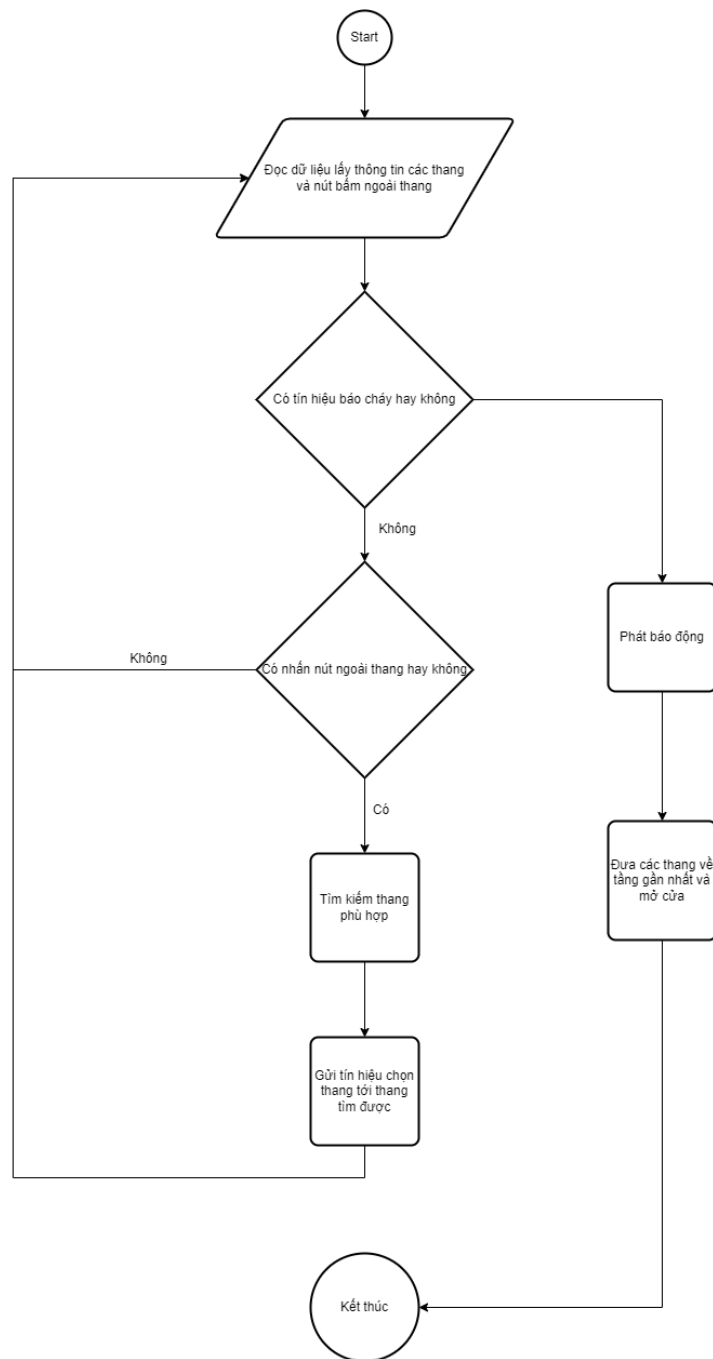 Start
Đọc dữ liệu lấy thông tin các thang
và nút bấm ngoài thang
Có tín hiệu báo cháy hay không
Không
Không
Có nhấn nút ngoài thang hay không
Phát báo động
Có
Tìm kiếm thang
phù hợp
Đưa các thang về
tầng gần nhất và
mở cửa
Gửi tín hiệu chọn
thang tới thang
tìm được
Kết thúc